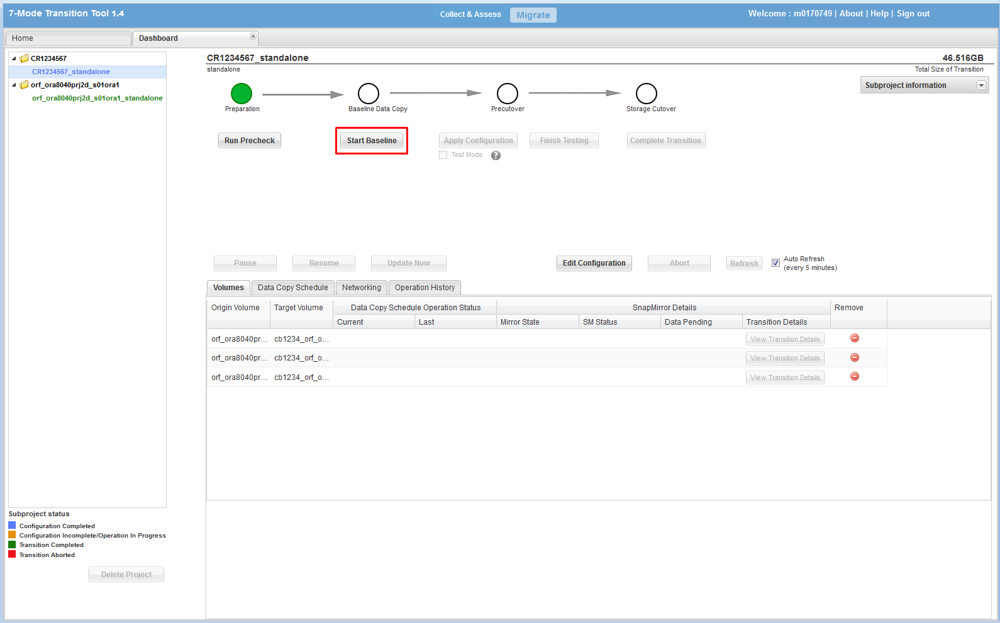 7-Mode Transition Tool 1.4
Collect & Assess
Migrate
Welcome : m0170749 | About | Help | Sign out
Home
Dashboard
CR1234567
CR1234567_standalone
orf_ora8040prj2d_s01ora1
orf_ora8040prj2d_s01ora1_standalone
CR1234567_standalone
46.516GB
standalone
Total Size of Transition
Subproject information
Preparation
Baseline Data Copy
Precutover
Storage Cutover
Run Precheck
Start Baseline
Apply Configuration
Finish Testing
Complete Transition
Test Mode
?
Pause
Resume
Update Now
Edit Configuration
Abort
Refresh
Auto Refresh
(every 5 minutes)
Volumes
Data Copy Schedule
Networking
Operation History
Origin Volume
Target Volume
Data Copy Schedule Operation Status
SnapMirror Details
Remove
Current
Last
Mirror State
SM Status
Data Pending
Transition Details
orf_ora8040pr...
cb1234_orf_o...
View Transition Details
orf_ora8040pr...
cb1234_orf_o...
View Transition Details
orf_ora8040pr...
cb1234_orf_o...
View Transition Details
Subproject status
Configuration Completed
Configuration Incomplete/Operation In Progress
Transition Completed
Transition Aborted
Delete Project